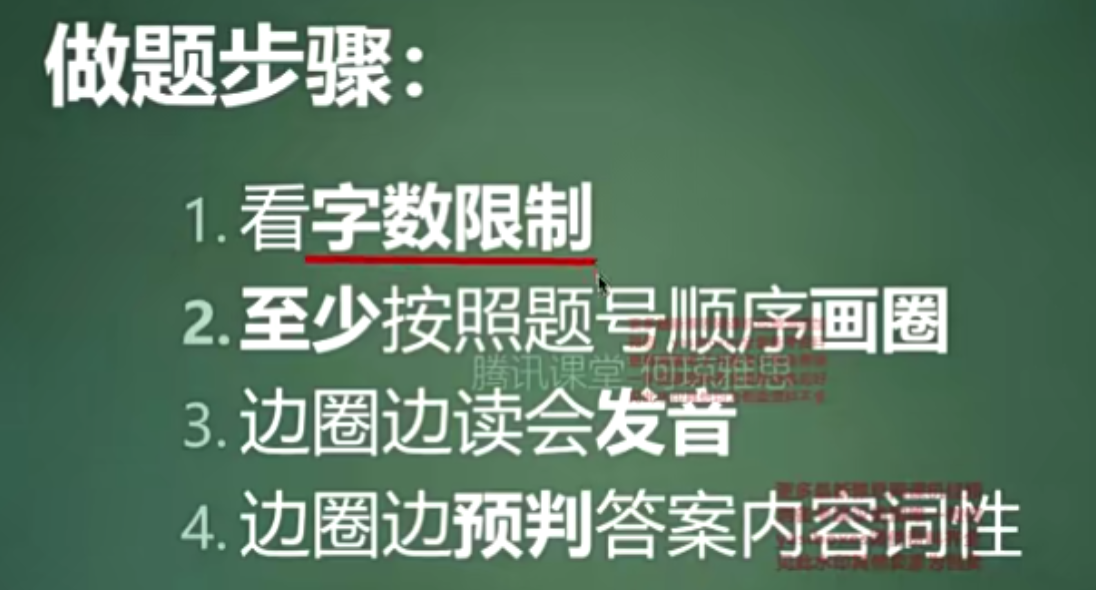 做题步骤：
1. 看字数限制
2. 至少按照题号顺序画圈
腾讯课堂
3. 边圈边读会发音
4. 边圈边预判答案内容词性